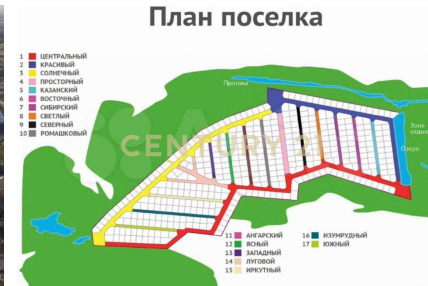 План поселка
1 ЦЕНТРАЛЬНЫЙ
2 КРАСИВЫЙ
3 СОЛНЕЧНЫЙ
4 ПРОСТОРНЫЙ
5 КАЗАНСКИЙ
6 ВОСТОЧНЫЙ
7 СИБИРСКИЙ
8 СВЕТЛЫЙ
9 СЕВЕРНЫЙ
10 РОМАШКОВЫЙ
Протока
Зона
отдыха
Озеро
CENTURY 21
11 АНГАРСКИЙ
12 ЯСНЫЙ
13 ЗАПАДНЫЙ
14 ЛУГОВОЙ
15 ИРКУТНЫЙ
16 ИЗУМРУДНЫЙ
17 ЮЖНЫЙ